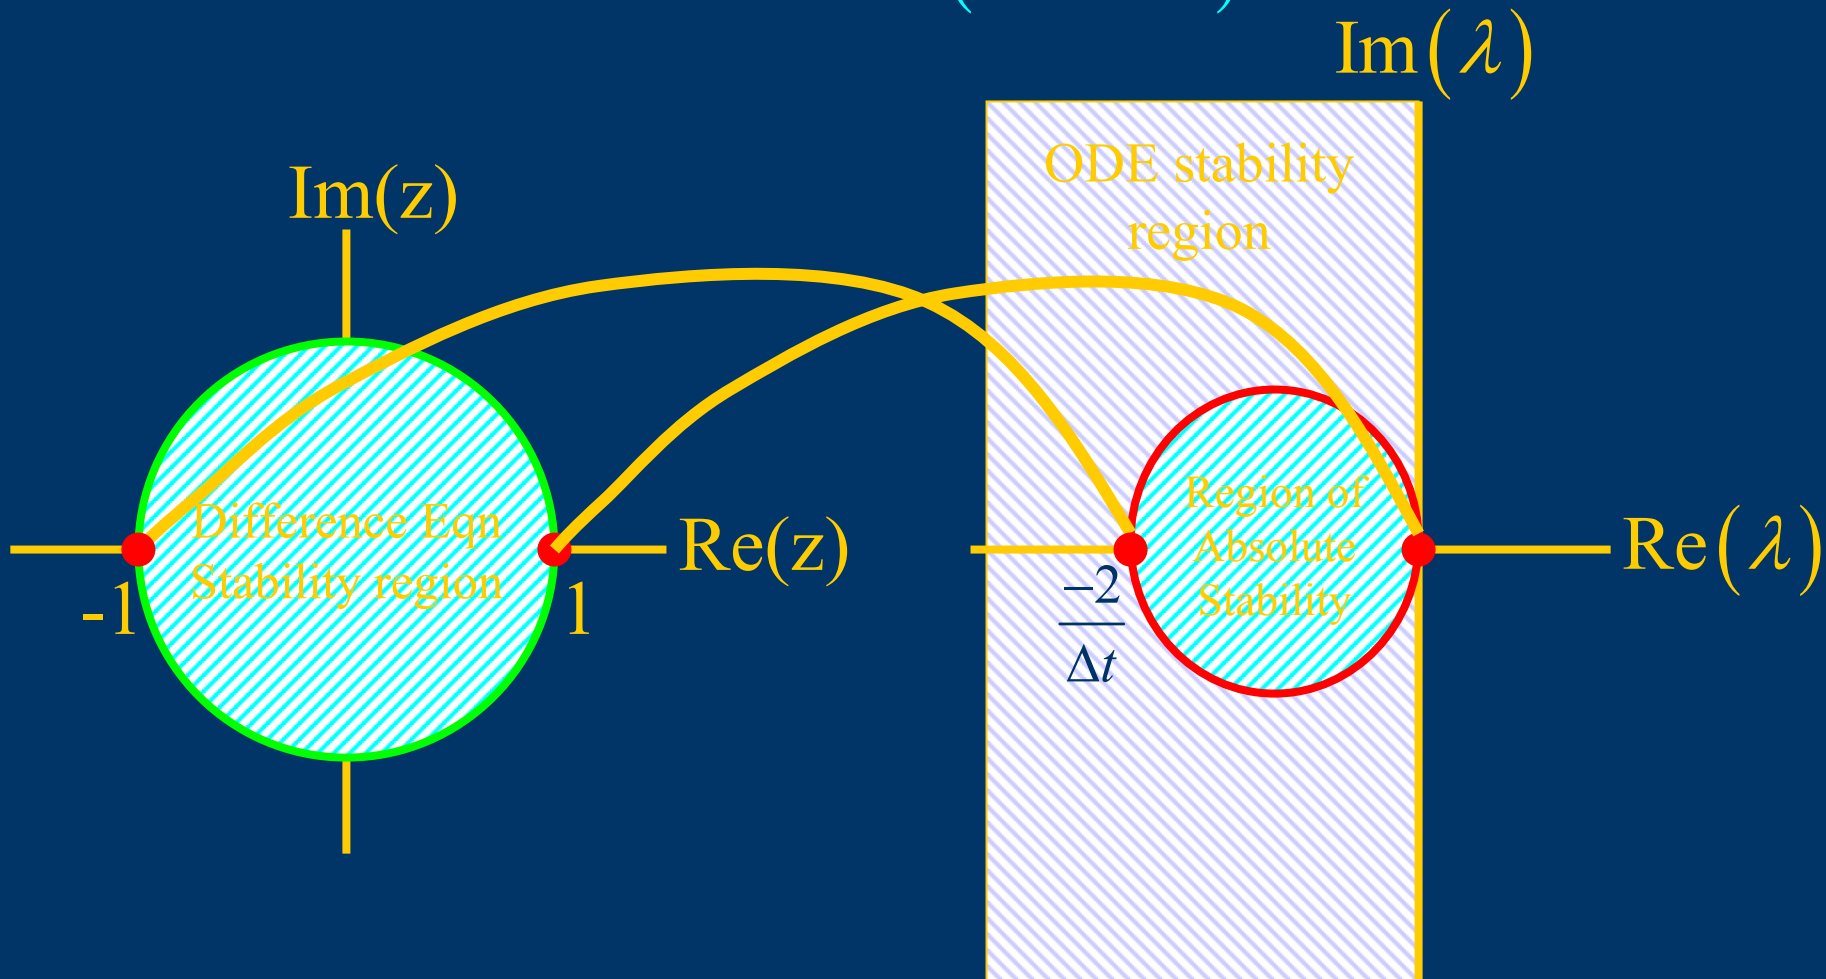 Im(λ)
ODE stability
region
Im(z)
Difference Eqn
Stability region
-1
1
Re(z)
Region of
Absolute
Stability
−2
Δt
Re(λ)